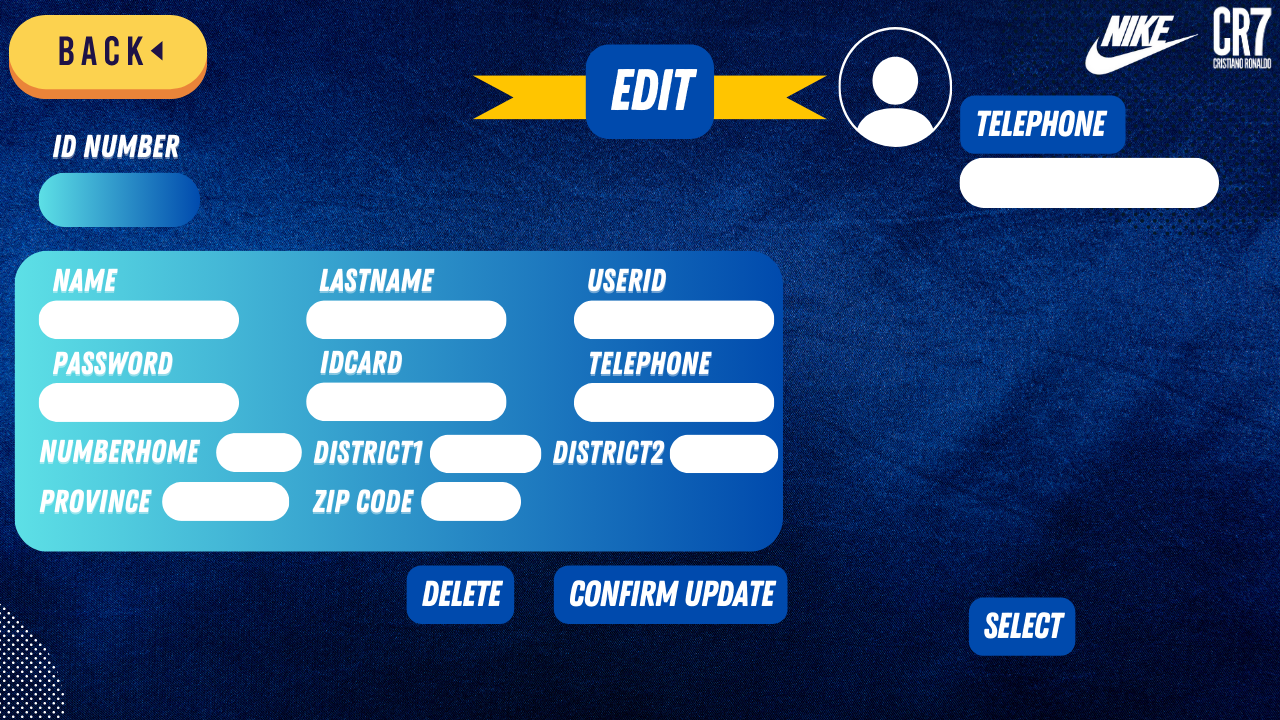 BACK
NIKE
CR7
CRISTIANO RONALDO
EDIT
TELEPHONE
ID NUMBER
NAME
LASTNAME
USERID
PASSWORD
IDCARD
TELEPHONE
NUMBERHOME
DISTRICT1
DISTRICT2
PROVINCE
ZIP CODE
DELETE
CONFIRM UPDATE
SELECT